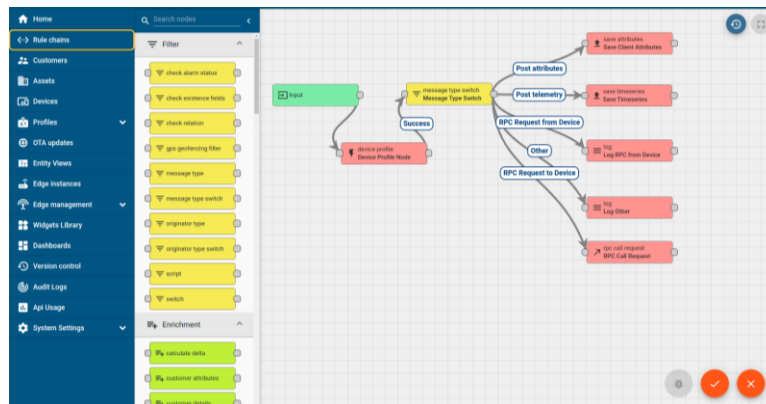 Home
Rule chains
Customers
Assets
Devices
Profiles
OTA updates
Entity Views
Edge instances
Edge management
Widgets Library
Dashboards
Version control
Audit Logs
Api Usage
System Settings
Search nodes
Filter
check alarm status
check existence fields
check relation
gps geofencing filter
message type
message type switch
originator type
originator type switch
script
switch
Enrichment
calculate delta
customer attributes
customer details
Input
device profile
Device Profile Node
Success
message type switch
Message Type Switch
Post attributes
Post telemetry
RPC Request from Device
Other
RPC Request to Device
save attributes
Save Client Attributes
save timeseries
Save Timeseries
log
Log RPC from Device
log
Log Other
rpc call request
RPC Call Request